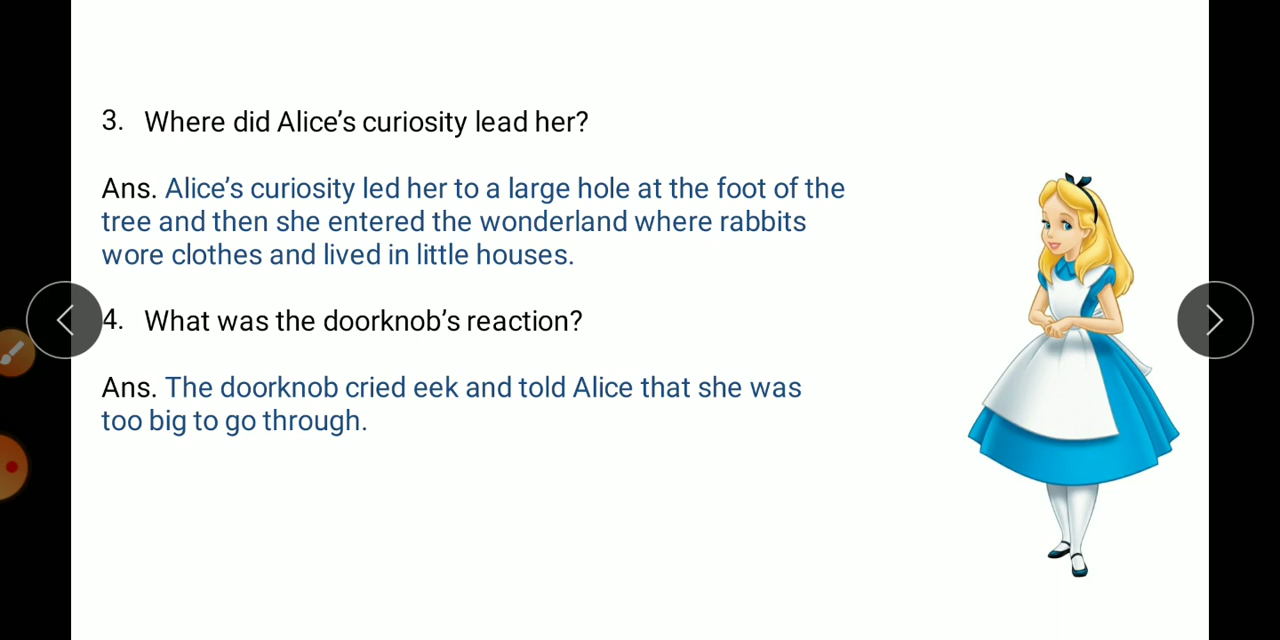 3. Where did Alice’s curiosity lead her?
Ans. Alice’s curiosity led her to a large hole at the foot of the
tree and then she entered the wonderland where rabbits
wore clothes and lived in little houses.
4. What was the doorknob’s reaction?
Ans. The doorknob cried eek and told Alice that she was
too big to go through.